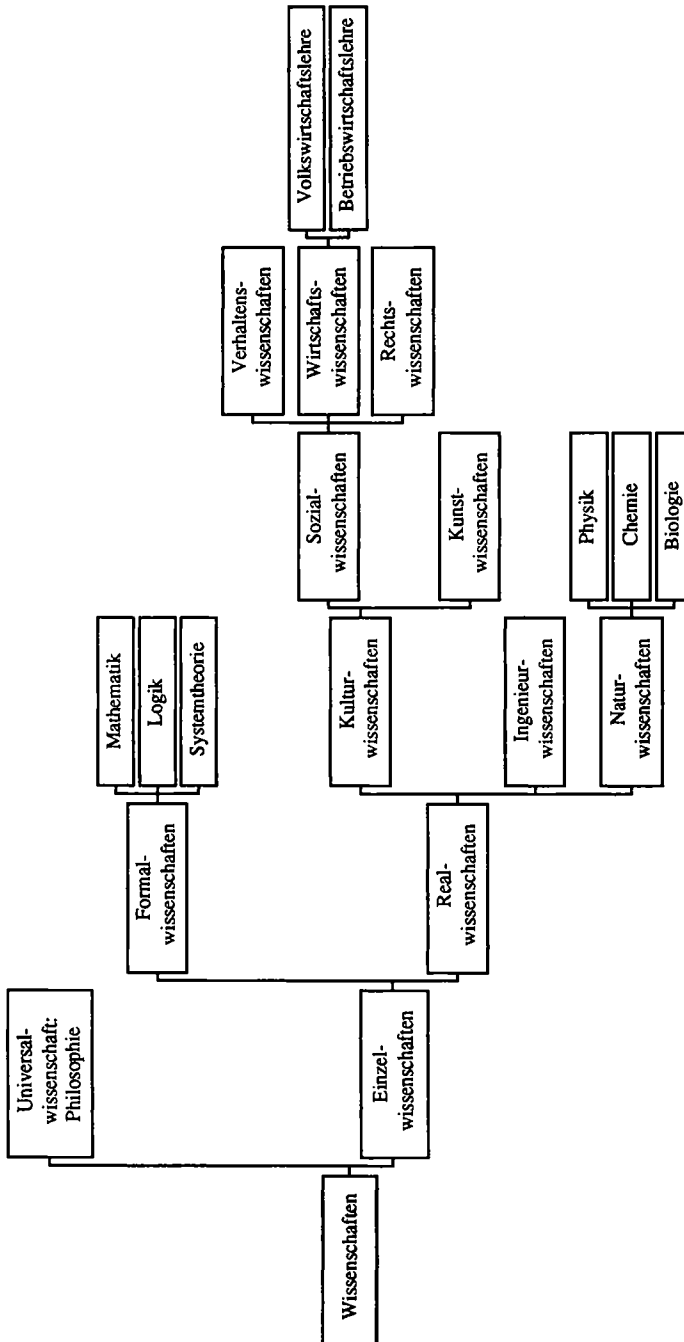 Wissenschaften
Universal-
wissenschaft:
Philosophie
Einzel-
wissenschaften
Formal-
wissenschaften
Mathematik
Logik
Systemtheorie
Real-
wissenschaften
Kultur-
wissenschaften
Sozial-
wissenschaften
Verhaltens-
wissenschaften
Wirtschafts-
wissenschaften
Volkswirtschaftslehre
Betriebswirtschaftslehre
Rechts-
wissenschaften
Kunst-
wissenschaften
Ingenieur-
wissenschaften
Natur-
wissenschaften
Physik
Chemie
Biologie